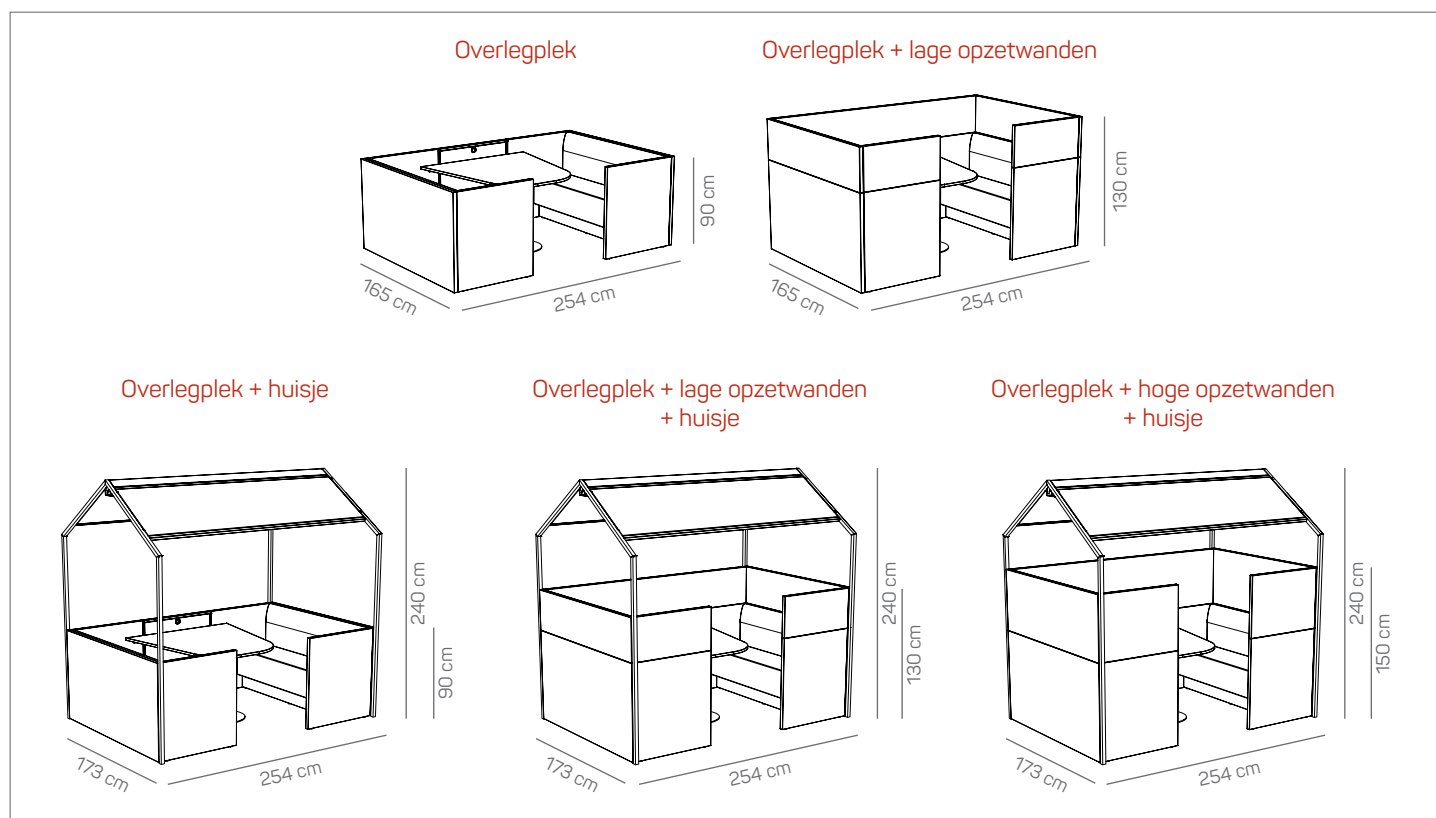 Overlegplek
Overlegplek + lage opzetwanden
90 cm
165 cm
254 cm
130 cm
165 cm
254 cm
Overlegplek + huisje
Overlegplek + lage opzetwanden
+ huisje
Overlegplek + hoge opzetwanden
+ huisje
240 cm
90 cm
173 cm
254 cm
240 cm
130 cm
173 cm
254 cm
240 cm
150 cm
173 cm
254 cm